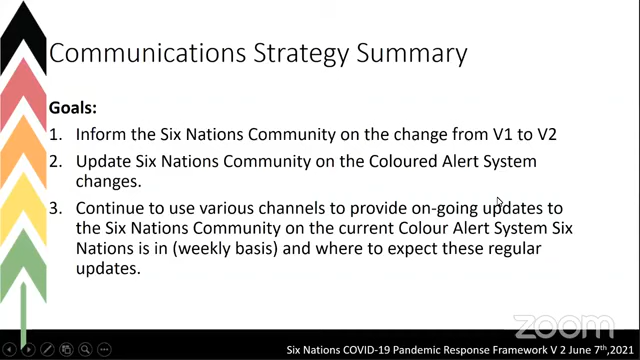 Communications Strategy Summary
Goals:
1. Inform the Six Nations Community on the change from V1 to V2
2. Update Six Nations Community on the Coloured Alert System
changes.
3. Continue to use various channels to provide on-going updates to
the Six Nations Community on the current Colour Alert System Six
Nations is in (weekly basis) and where to expect these regular
updates.
zoom
Six Nations COVID-19 Pandemic Response Framework V 2 June 7th,2021